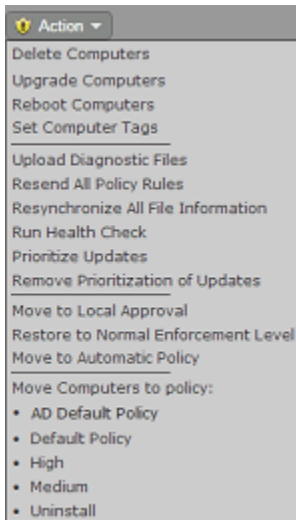 Action
Delete Computers
Upgrade Computers
Reboot Computers
Set Computer Tags
Upload Diagnostic Files
Resend All Policy Rules
Resynchronize All File Information
Run Health Check
Prioritize Updates
Remove Prioritization of Updates
Move to Local Approval
Restore to Normal Enforcement Level
Move to Automatic Policy
Move Computers to policy:
• AD Default Policy
• Default Policy
• High
• Medium
• Uninstall